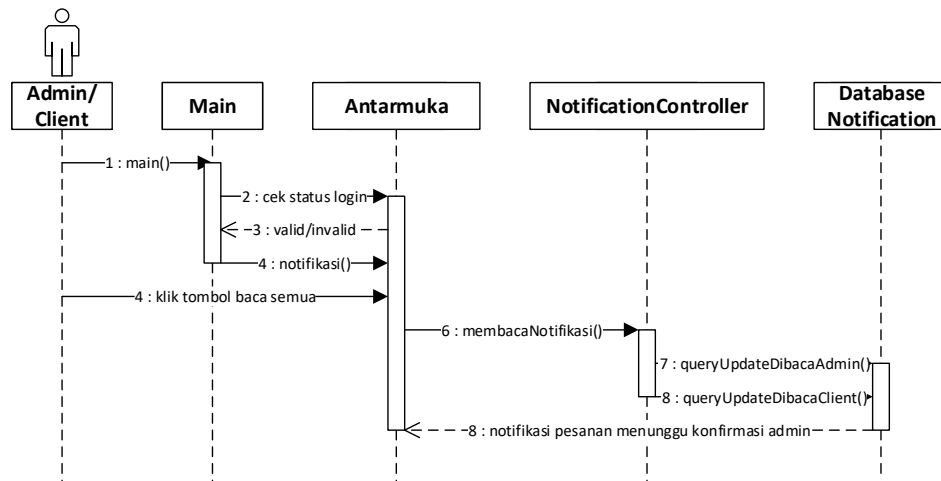 Admin/
Client
Main
Antarmuka
NotificationController
Database
Notification
1 : main()
2 : cek status login
3 : valid/invalid
4 : notifikasi()
4 : klik tombol baca semua
6 : membacaNotifikasi()
7 : queryUpdateDibacaAdmin()
8 : queryUpdateDibacaClient()
8 : notifikasi pesanan menunggu konfirmasi admin